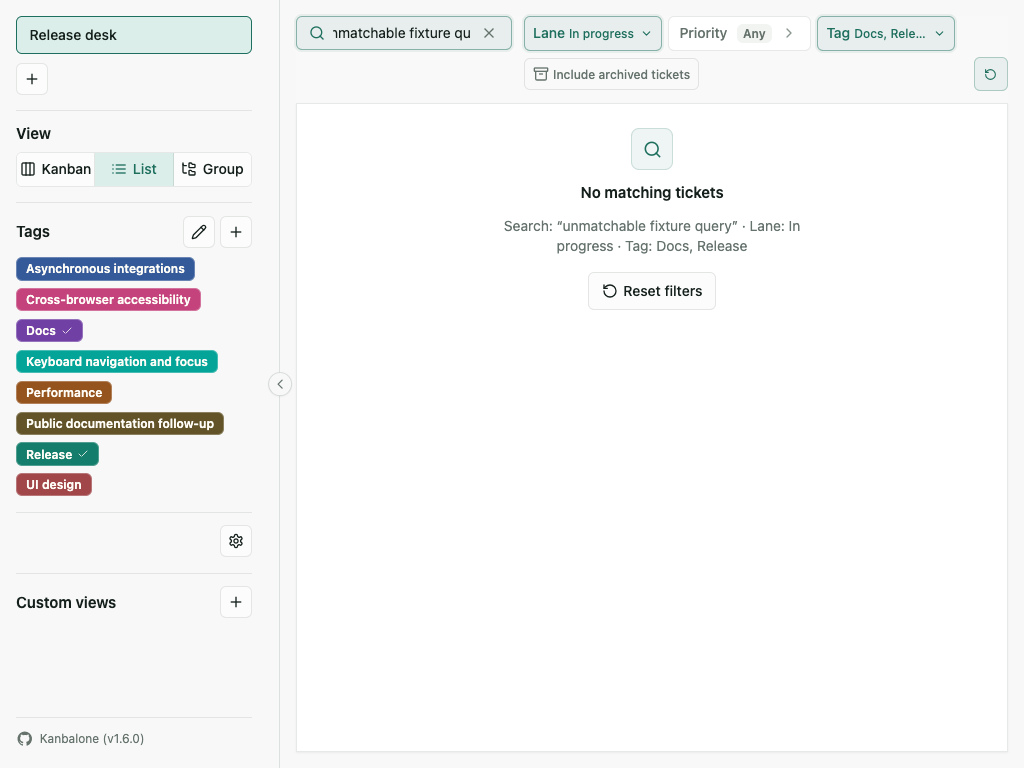 Release desk
View
Kanban
List
Group
Tags
Asynchronous integrations
Cross-browser accessibility
Docs
Keyboard navigation and focus
Performance
Public documentation follow-up
Release
UI design
Custom views
Kanbalone (v1.6.0)
fixture qu
Lane In progress
Priority Any
Tag Docs, Rele...
Include archived tickets
No matching tickets
Search: “unmatchable fixture query” · Lane: In
progress · Tag: Docs, Release
Reset filters